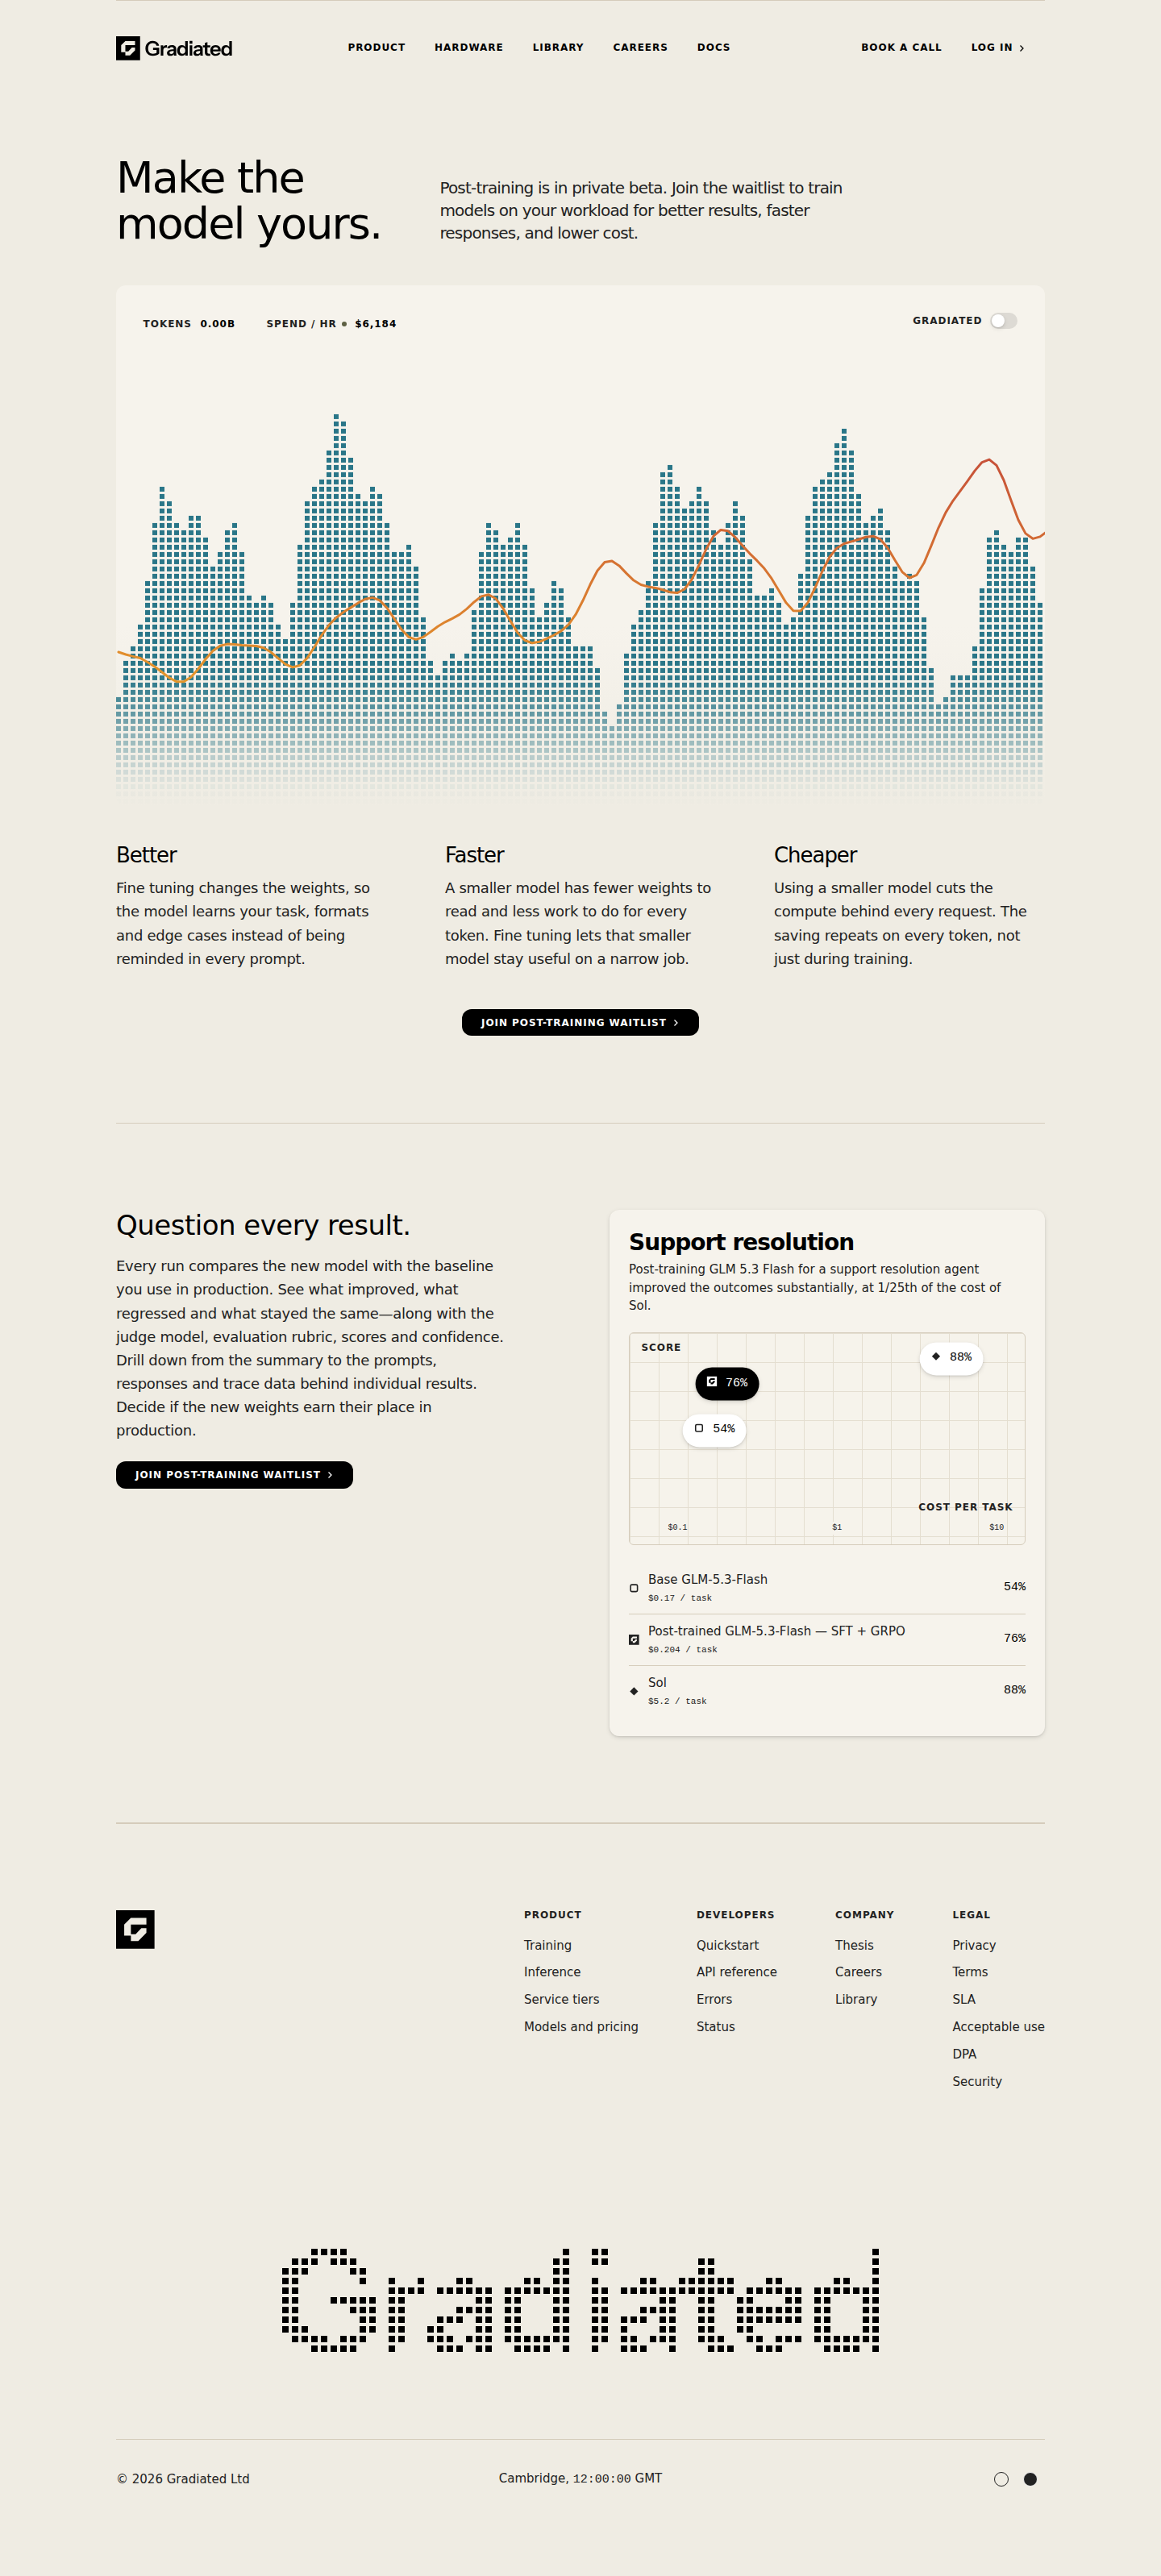 Gradiated
PRODUCT HARDWARE LIBRARY CAREERS DOCS
BOOK A CALL LOG IN
Make the
model yours.
Post-training is in private beta. Join the waitlist to train
models on your workload for better results, faster
responses, and lower cost.
TOKENS 0.00B SPEND / HR $6,184
GRADIATED
Better
Fine tuning changes the weights, so
the model learns your task, formats
and edge cases instead of being
reminded in every prompt.
Faster
A smaller model has fewer weights to
read and less work to do for every
token. Fine tuning lets that smaller
model stay useful on a narrow job.
Cheaper
Using a smaller model cuts the
compute behind every request. The
saving repeats on every token, not
just during training.
JOIN POST-TRAINING WAITLIST
Question every result.
Every run compares the new model with the baseline
you use in production. See what improved, what
regressed and what stayed the same—along with the
judge model, evaluation rubric, scores and confidence.
Drill down from the summary to the prompts,
responses and trace data behind individual results.
Decide if the new weights earn their place in
production.
JOIN POST-TRAINING WAITLIST
Support resolution
Post-training GLM 5.3 Flash for a support resolution agent
improved the outcomes substantially, at 1/25th of the cost of
Sol.
SCORE
88%
76%
54%
COST PER TASK
$0.1 $1 $10
Base GLM-5.3-Flash
$0.17 / task
54%
Post-trained GLM-5.3-Flash — SFT + GRPO
$0.204 / task
76%
Sol
$5.2 / task
88%
PRODUCT
Training
Inference
Service tiers
Models and pricing
DEVELOPERS
Quickstart
API reference
Errors
Status
COMPANY
Thesis
Careers
Library
LEGAL
Privacy
Terms
SLA
Acceptable use
DPA
Security
Gradiated
© 2026 Gradiated Ltd
Cambridge, 12:00:00 GMT